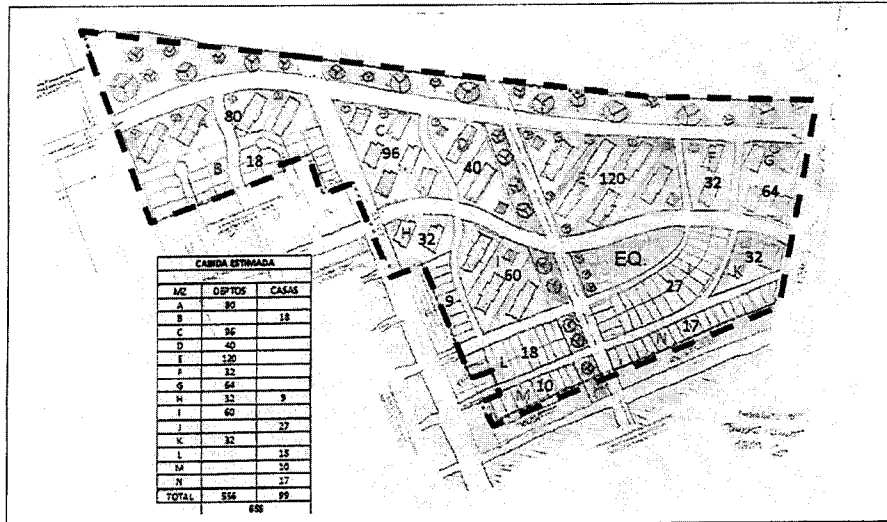 A
80
B
18
C
96
D
40
E
120
F
32
G
64
H
32
I
60
EQ.
J
27
K
32
9
L
18
M
10
N
17
CABIDA ESTIMADA
MZ DEPTOS CASAS
A 80
B 18
C 96
D 40
E 120
F 32
G 64
H 32 9
I 60
J 27
K 32
L 18
M 10
N 17
TOTAL 556 99
655